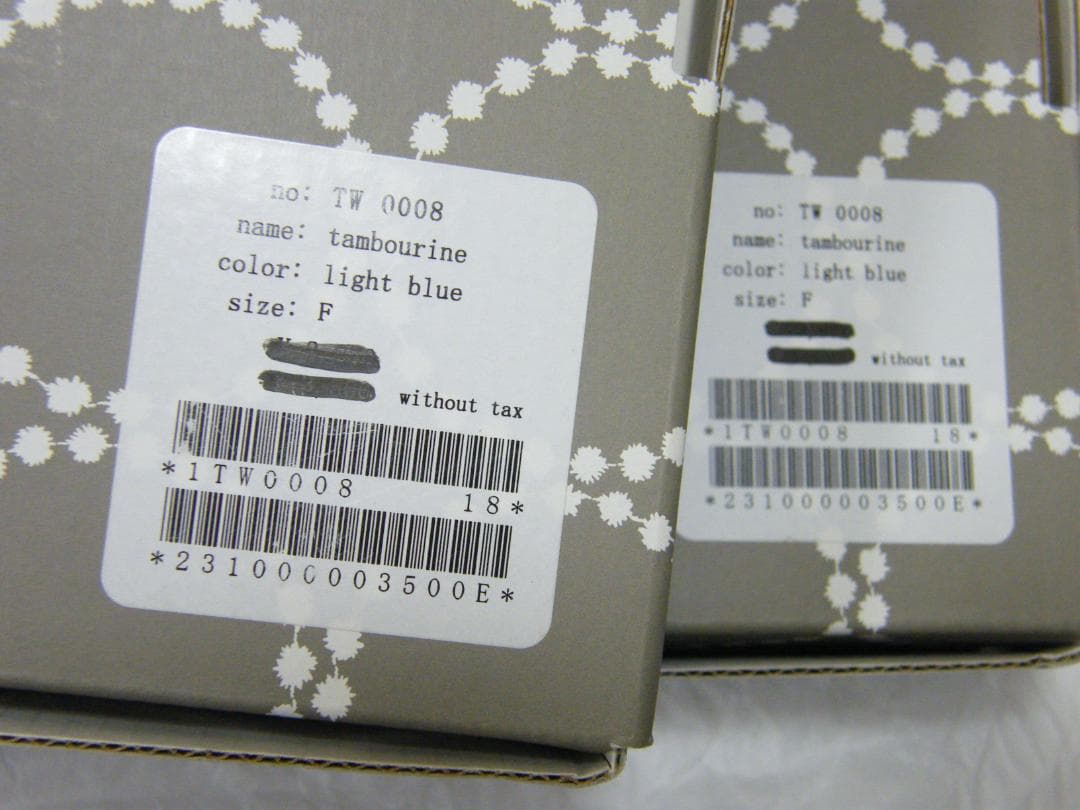 no: TW 0008
name: tambourine
color: light blue
size: F
without tax
*1TW0008 18*
*231000003500E*
no: TW 0008
name: tambourine
color: light blue
size: F
without tax
*1TW0008 18*
*231000003500E*